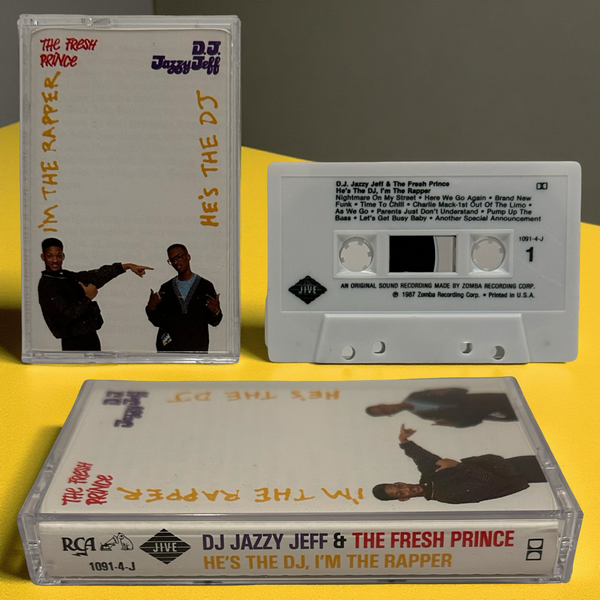 THE FRESH
PRINCE
D.J.
Jazzy Jeff
I'M THE RAPPER
HE'S THE DJ
D.J. Jazzy Jeff & The Fresh Prince
He's The DJ, I'm The Rapper
Nightmare On My Street • Here We Go Again • Brand New
Funk • Time To Chill • Charlie Mack-1st Out Of The Limo •
As We Go • Parents Just Don't Understand • Pump Up The
Bass • Let's Get Busy Baby • Another Special Announcement
1091-4-J
1
JIVE
AN ORIGINAL SOUND RECORDING MADE BY ZOMBA RECORDING CORP.
℗ 1987 Zomba Recording Corp. • Printed in U.S.A.
D.J.
Jazzy Jeff
HE'S THE DJ
THE FRESH
PRINCE
I'M THE RAPPER
RCA
JIVE
1091-4-J
DJ JAZZY JEFF & THE FRESH PRINCE
HE'S THE DJ, I'M THE RAPPER